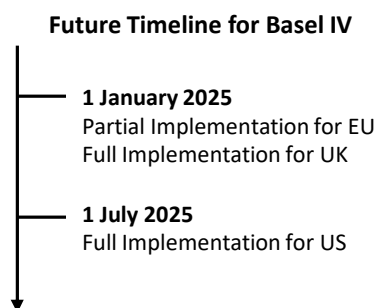 Future Timeline for Basel IV
1 January 2025
Partial Implementation for EU
Full Implementation for UK
1 July 2025
Full Implementation for US